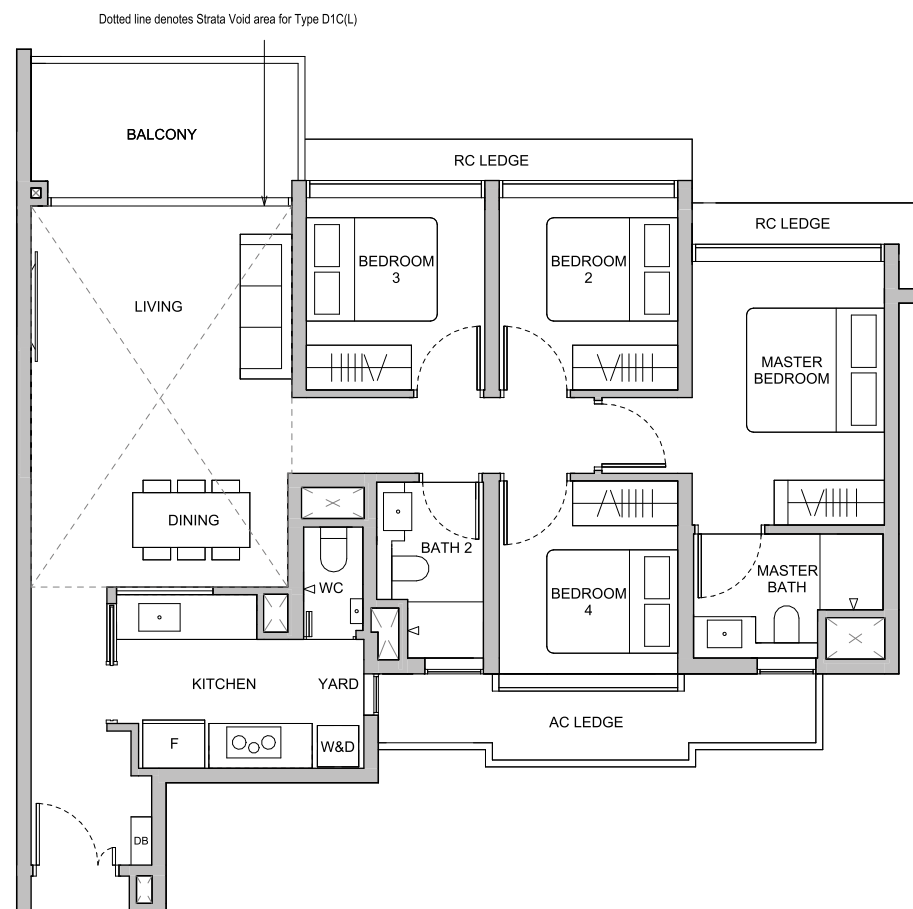 Dotted line denotes Strata Void area for Type D1C(L)
BALCONY
RC LEDGE
RC LEDGE
BEDROOM
3
BEDROOM
2
LIVING
MASTER
BEDROOM
DINING
BATH 2
WC
BEDROOM
4
MASTER
BATH
KITCHEN
YARD
AC LEDGE
F
W&D
DB